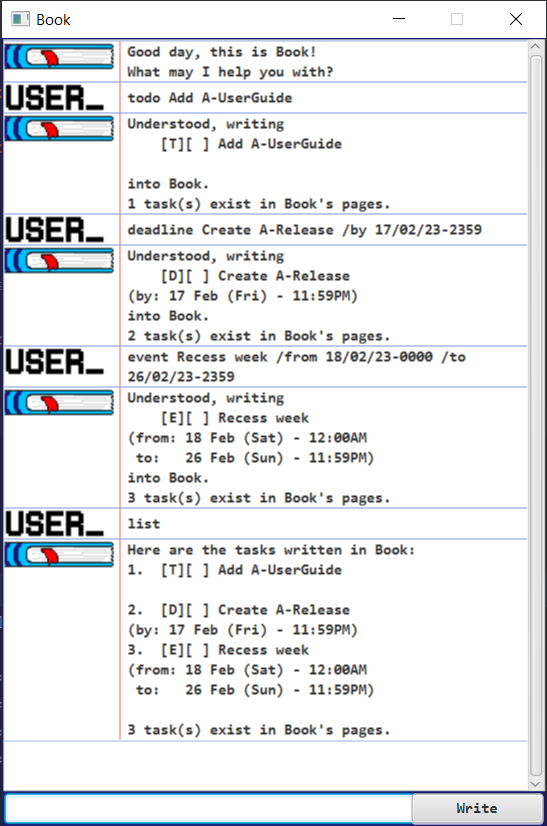 Book
Good day, this is Book!
What may I help you with?
USER_
todo Add A-UserGuide
Understood, writing
    [T][ ] Add A-UserGuide

into Book.
1 task(s) exist in Book's pages.
USER_
deadline Create A-Release /by 17/02/23-2359
Understood, writing
    [D][ ] Create A-Release
(by: 17 Feb (Fri) - 11:59PM)
into Book.
2 task(s) exist in Book's pages.
USER_
event Recess week /from 18/02/23-0000 /to
26/02/23-2359
Understood, writing
    [E][ ] Recess week
(from: 18 Feb (Sat) - 12:00AM
 to:   26 Feb (Sun) - 11:59PM)
into Book.
3 task(s) exist in Book's pages.
USER_
list
Here are the tasks written in Book:
1.  [T][ ] Add A-UserGuide

2.  [D][ ] Create A-Release
(by: 17 Feb (Fri) - 11:59PM)
3.  [E][ ] Recess week
(from: 18 Feb (Sat) - 12:00AM
 to:   26 Feb (Sun) - 11:59PM)

3 task(s) exist in Book's pages.
Write